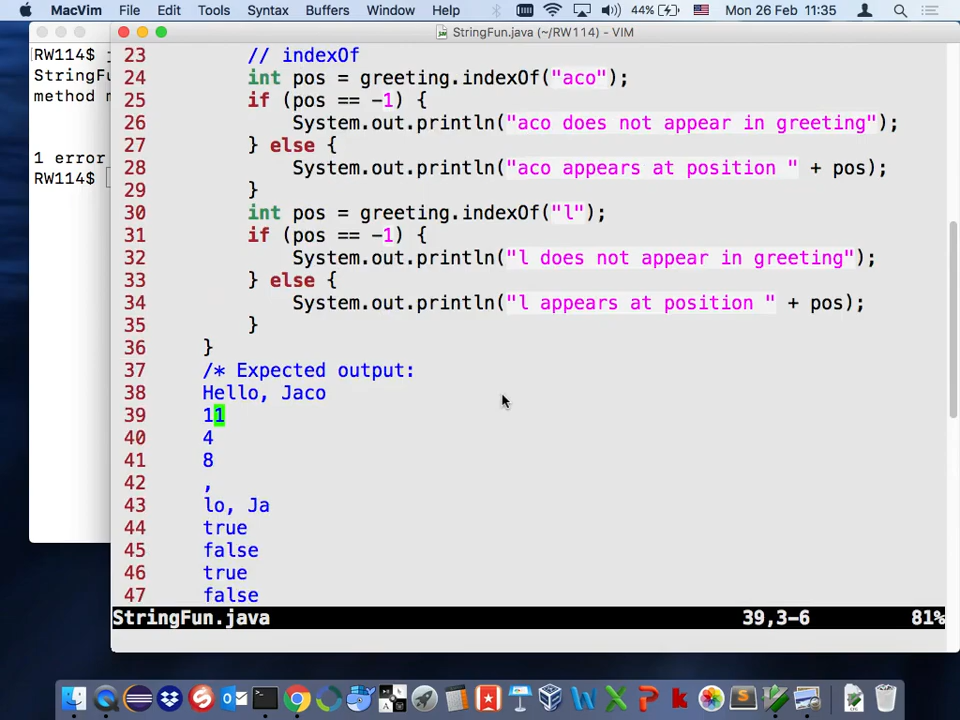 MacVim File Edit Tools Syntax Buffers Window Help 44% Mon 26 Feb 11:35
StringFun.java (~/RW114) - VIM
RW114$
StringFu
method
1 error
RW114$
23 // indexOf
24 int pos = greeting.indexOf("aco");
25 if (pos == -1) {
26 System.out.println("aco does not appear in greeting");
27 } else {
28 System.out.println("aco appears at position " + pos);
29 }
30 int pos = greeting.indexOf("l");
31 if (pos == -1) {
32 System.out.println("l does not appear in greeting");
33 } else {
34 System.out.println("l appears at position " + pos);
35 }
36 }
37 /* Expected output:
38 Hello, Jaco
39 11
40 4
41 8
42 ,
43 lo, Ja
44 true
45 false
46 true
47 false
StringFun.java 39,3-6 81%